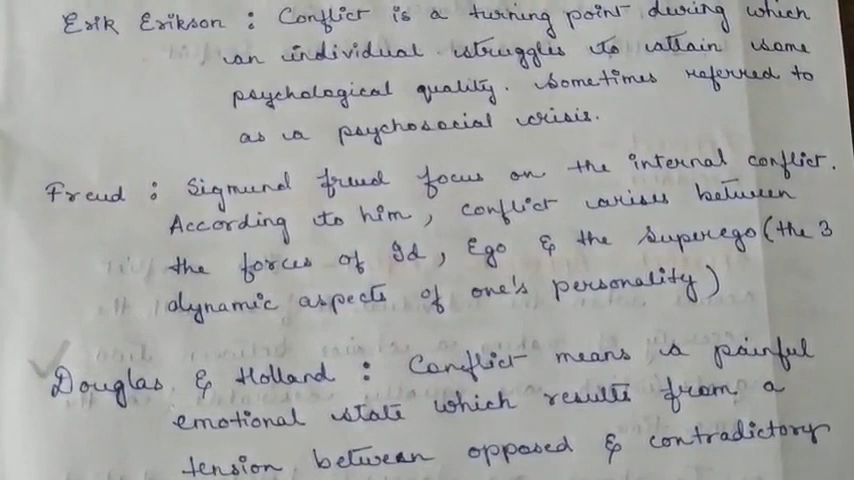 Erik Erikson : Conflict is a turning point during which
an individual struggles to attain some
psychological quality. Sometimes referred to
as a psychosocial crisis.
Freud : Sigmund freud focus on the internal conflict.
According to him, conflict arises between
the forces of Id, Ego & the Superego (the 3
dynamic aspects of one's personality)
Douglas & Holland : Conflict means a painful
emotional state which results from a
tension between opposed & contradictory